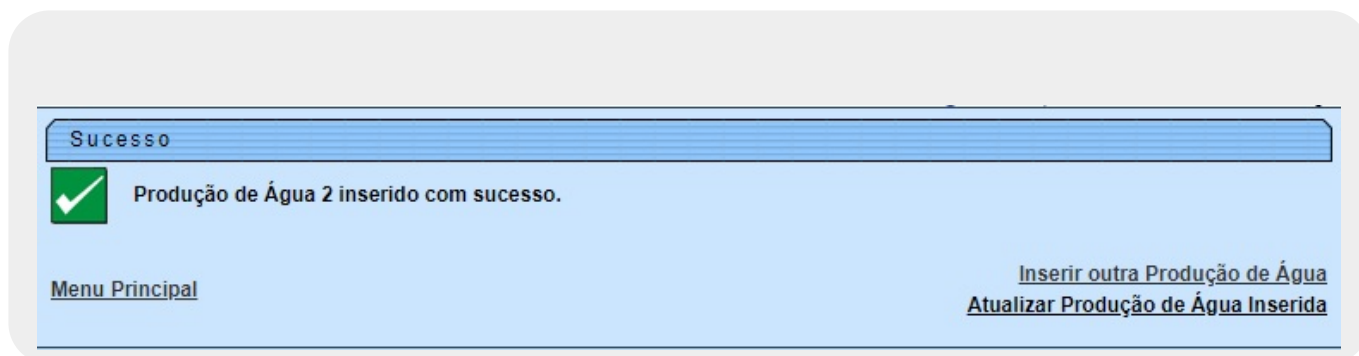 Sucesso
Produção de Água 2 inserido com sucesso.
Menu Principal
Inserir outra Produção de Água
Atualizar Produção de Água Inserida